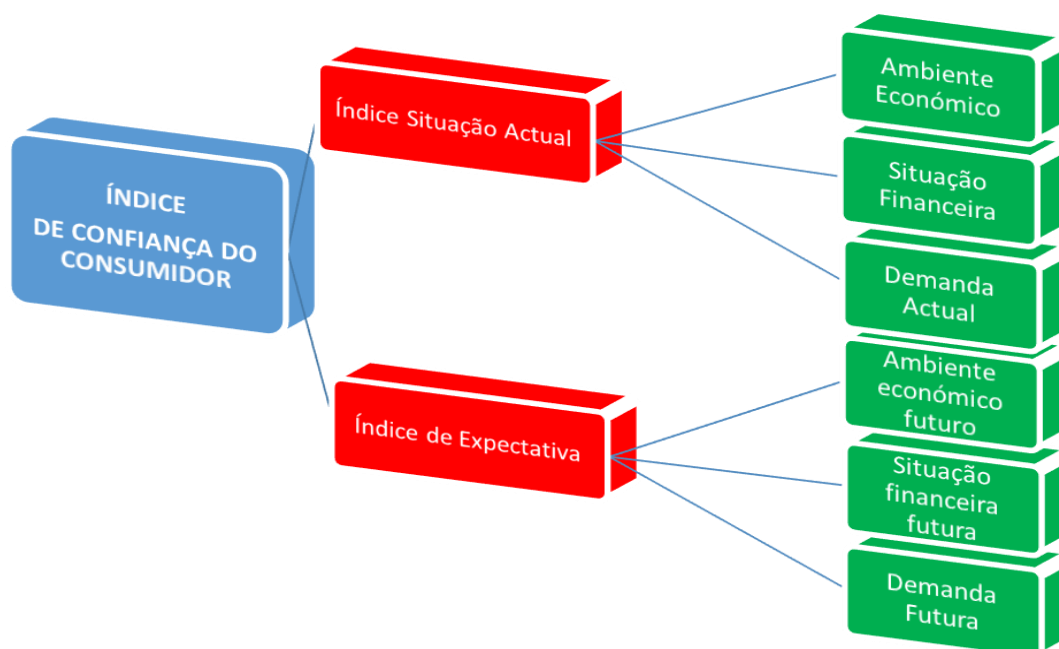 ÍNDICE
DE CONFIANÇA DO
CONSUMIDOR
Índice Situação Actual
Ambiente
Económico
Situação
Financeira
Demanda
Actual
Índice de Expectativa
Ambiente
económico
futuro
Situação
financeira
futura
Demanda
Futura